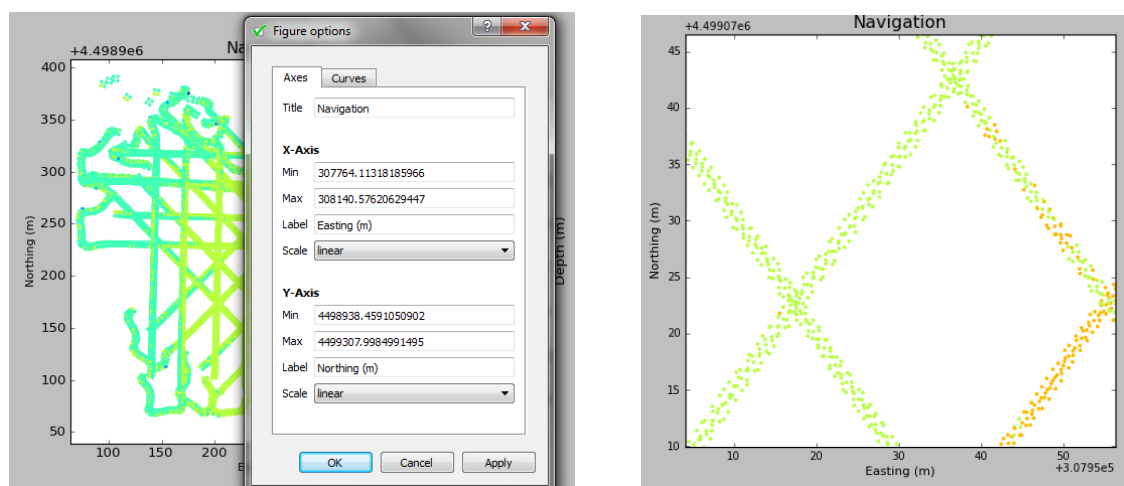 +4.4989e6
Na
400
350
300
250
200
150
100
50
100
150
200
E
Northing (m)
Depth (m)
Figure options
?
x
Axes
Curves
Title
Navigation
X-Axis
Min
307764.11318185966
Max
308140.57620629447
Label
Easting (m)
Scale
linear
Y-Axis
Min
4498938.4591050902
Max
4499307.9984991495
Label
Northing (m)
Scale
linear
OK
Cancel
Apply
+4.49907e6
Navigation
45
40
35
30
25
20
15
10
10
20
30
40
50
Northing (m)
Easting (m)
+3.0795e5